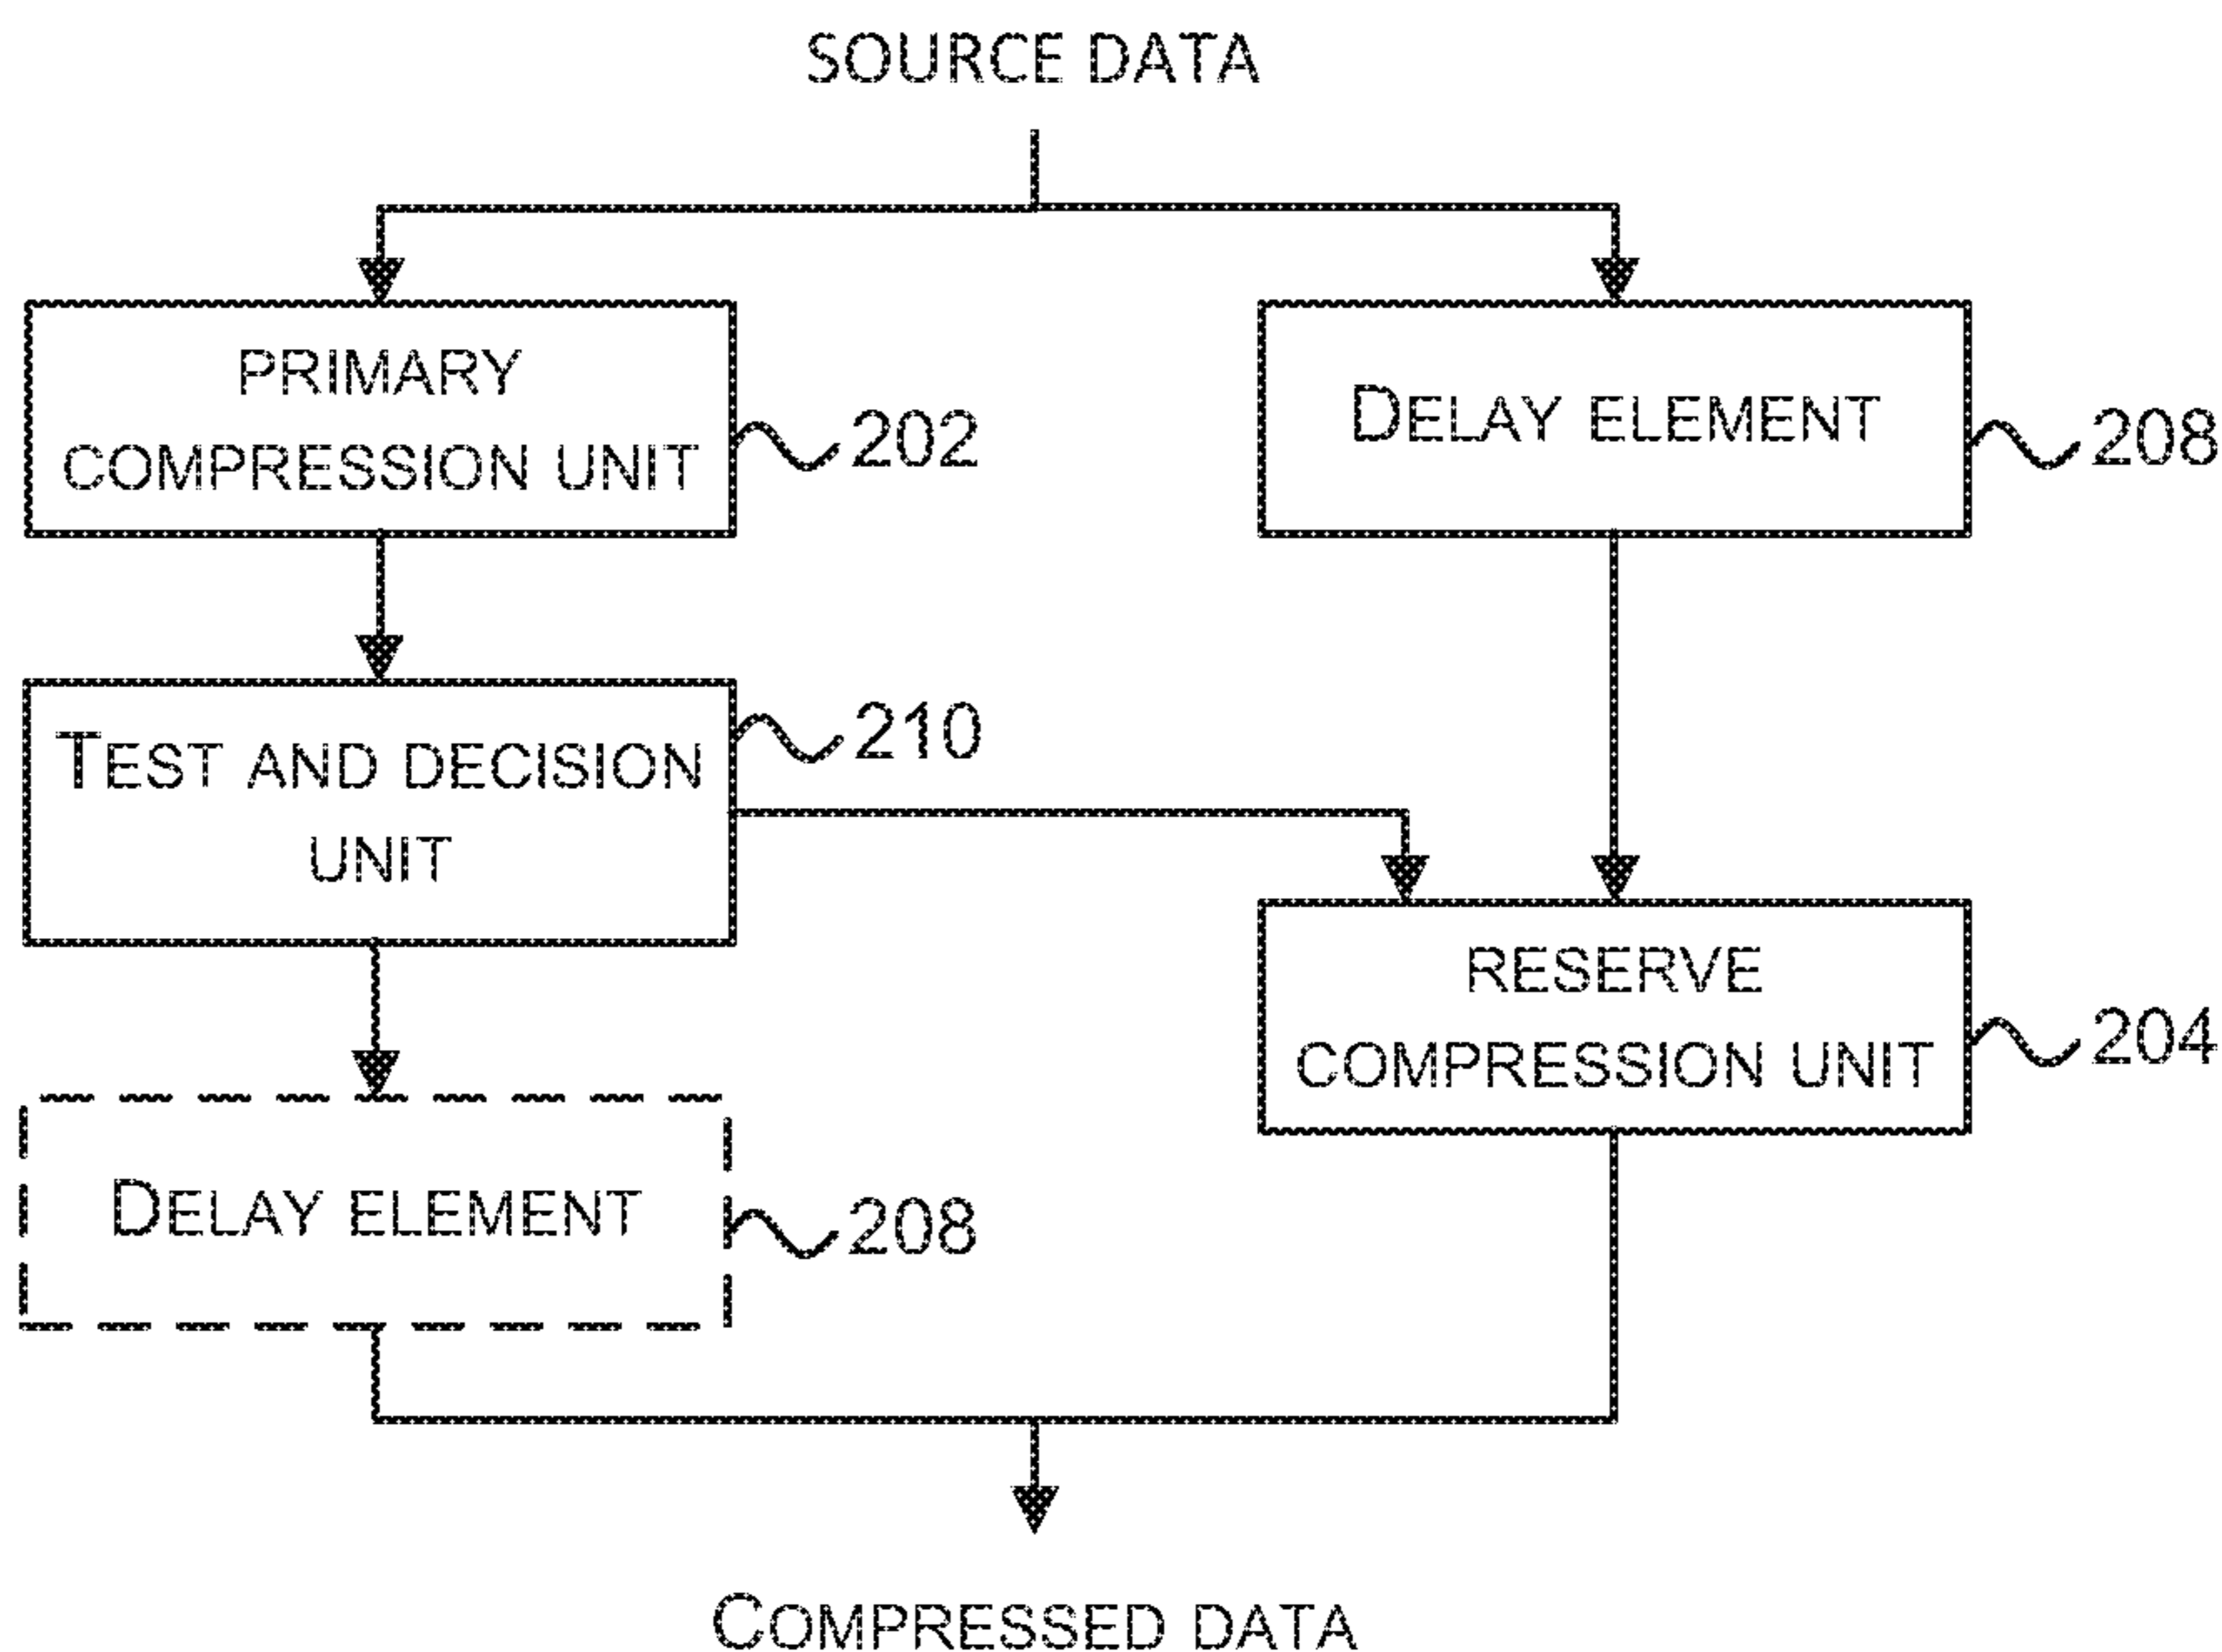 SOURCE DATA
PRIMARY
COMPRESSION UNIT
202
DELAY ELEMENT
208
TEST AND DECISION
UNIT
210
RESERVE
COMPRESSION UNIT
204
DELAY ELEMENT
208
COMPRESSED DATA